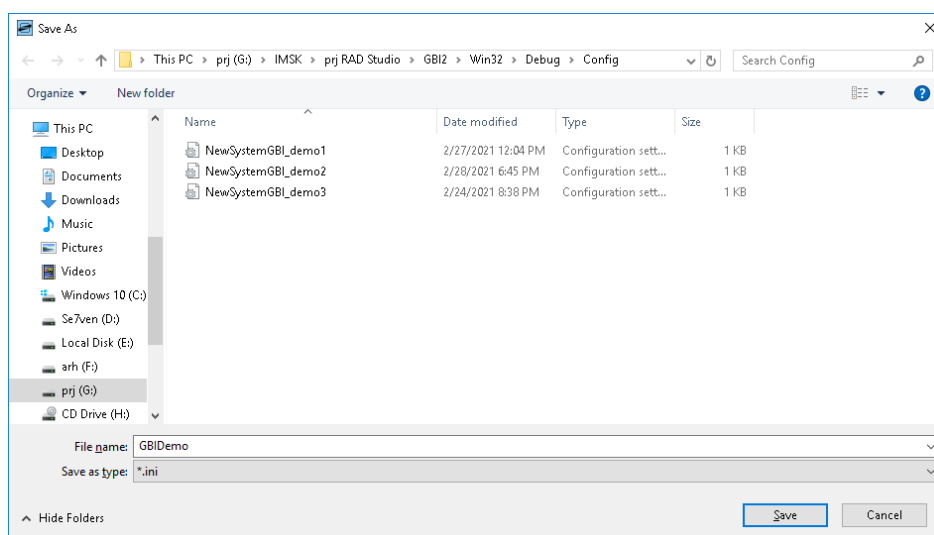 Save As
This PC > prj (G:) > IMSK > prj RAD Studio > GBI2 > Win32 > Debug > Config
Search Config
Organize New folder
Name Date modified Type Size
NewSystemGBI_demo1 2/27/2021 12:04 PM Configuration sett... 1 KB
NewSystemGBI_demo2 2/28/2021 6:45 PM Configuration sett... 1 KB
NewSystemGBI_demo3 2/24/2021 8:38 PM Configuration sett... 1 KB
This PC
Desktop
Documents
Downloads
Music
Pictures
Videos
Windows 10 (C:)
Se7ven (D:)
Local Disk (E:)
arh (F:)
prj (G:)
CD Drive (H:)
File name: GBIDemo
Save as type: *.ini
Hide Folders
Save Cancel